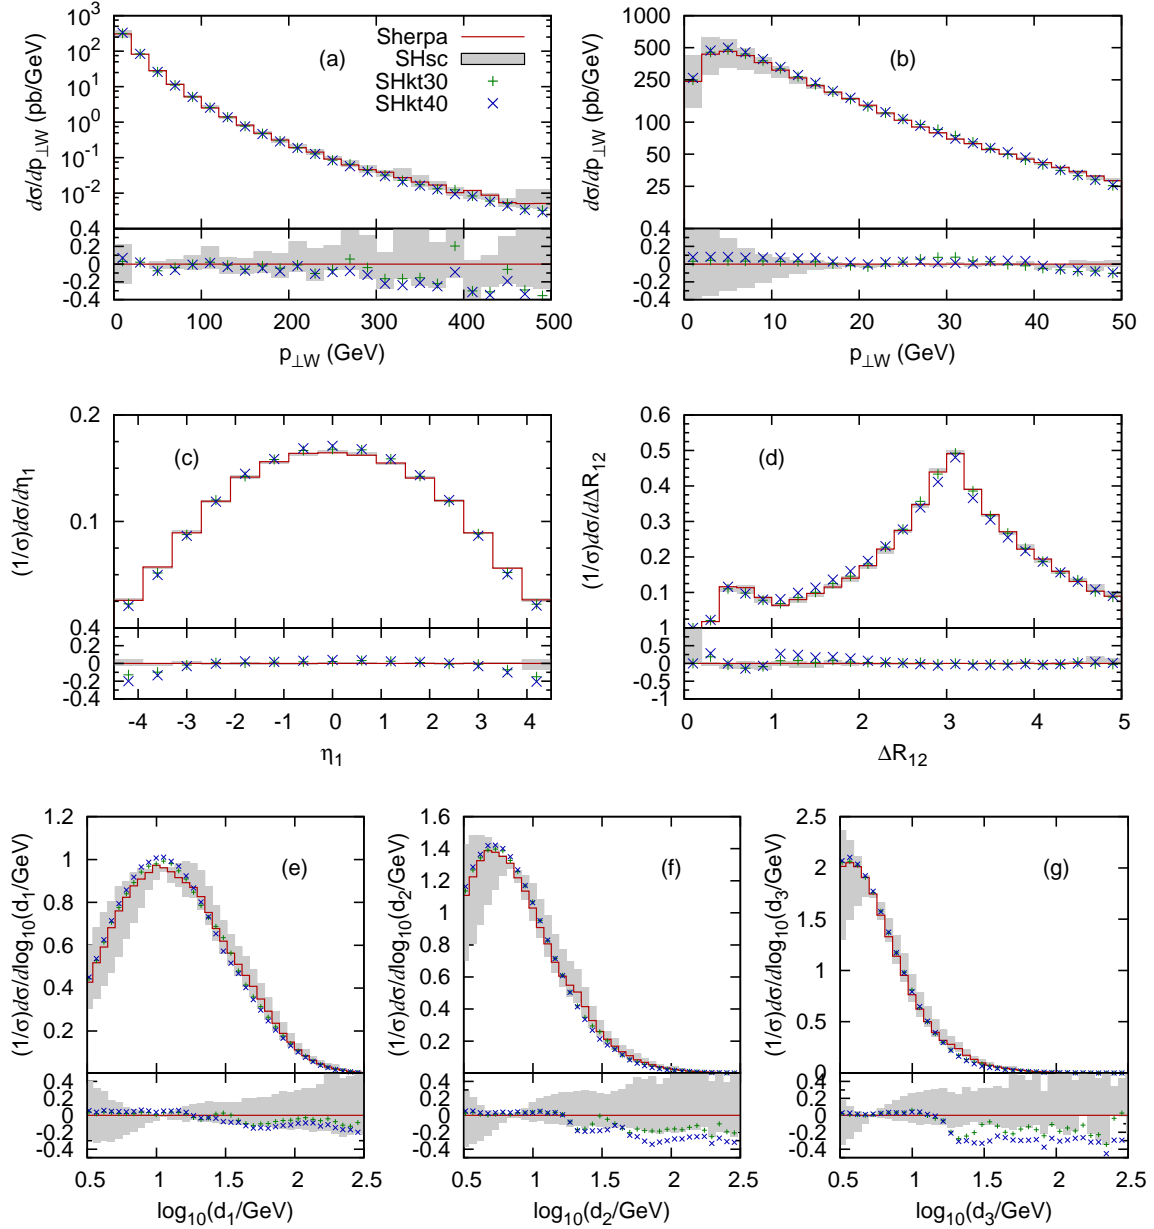 dσ/dp⊥W (pb/GeV)
10³
10²
10¹
10⁰
10⁻¹
10⁻²
(a)
Sherpa
SHsc
SHkt30
SHkt40
0.4
0.2
0
-0.2
-0.4
0 100 200 300 400 500
p⊥W (GeV)
dσ/dp⊥W (pb/GeV)
500
250
100
50
25
(b)
0.4
0.2
0
-0.2
-0.4
0 10 20 30 40 50
p⊥W (GeV)
(1/σ)dσ/dη₁
0.2
0.1
(c)
0.4
0.2
0
-0.2
-0.4
-4 -3 -2 -1 0 1 2 3 4
η₁
(1/σ)dσ/dΔR₁₂
0.6
0.5
0.4
0.3
0.2
0.1
(d)
1
0.5
0
-0.5
-1
0 1 2 3 4 5
ΔR₁₂
(1/σ)dσ/dlog₁₀(d₁/GeV)
1.2
1
0.8
0.6
0.4
0.2
(e)
0.4
0.2
0
-0.2
-0.4
0.5 1 1.5 2 2.5
log₁₀(d₁/GeV)
(1/σ)dσ/dlog₁₀(d₂/GeV)
1.6
1.4
1.2
1
0.8
0.6
0.4
0.2
(f)
0.4
0.2
0
-0.2
-0.4
0.5 1 1.5 2 2.5
log₁₀(d₂/GeV)
(1/σ)dσ/dlog₁₀(d₃/GeV)
2.5
2
1.5
1
0.5
0
(g)
0.4
0.2
0
-0.2
-0.4
0.5 1 1.5 2 2.5
log₁₀(d₃/GeV)